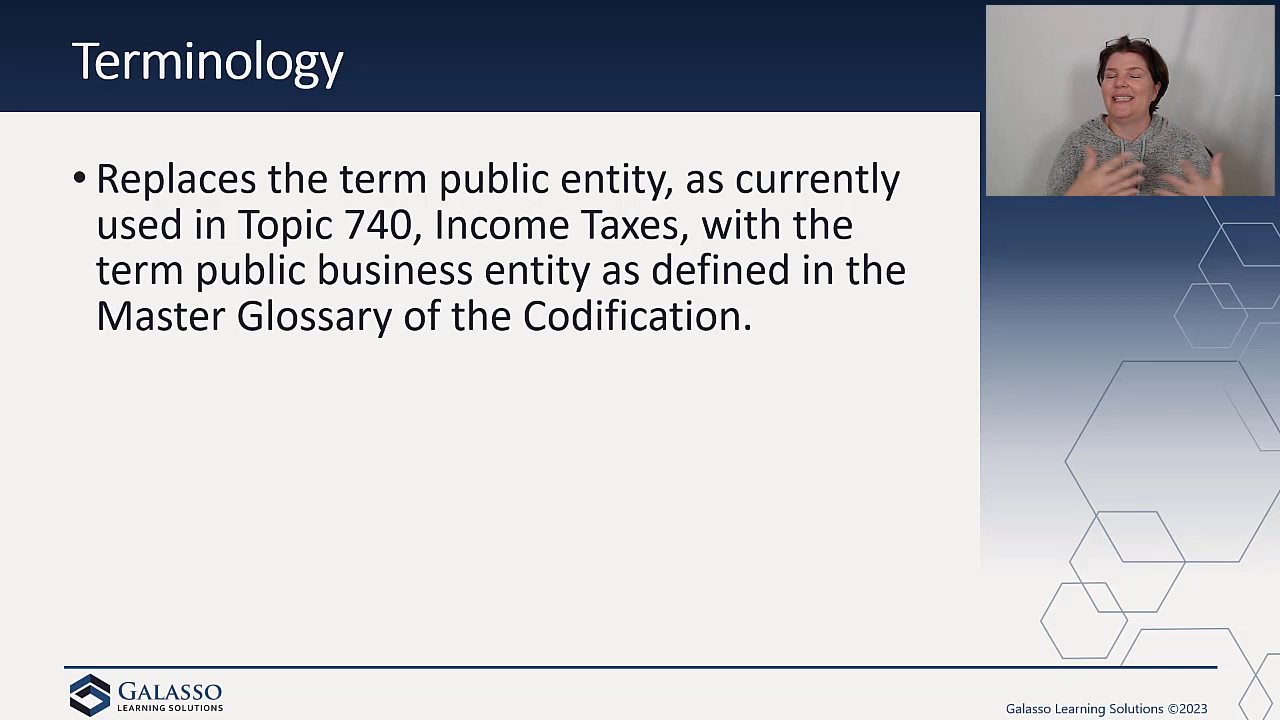 Terminology
• Replaces the term public entity, as currently
used in Topic 740, Income Taxes, with the
term public business entity as defined in the
Master Glossary of the Codification.
GALASSO
LEARNING SOLUTIONS
Galasso Learning Solutions ©2023